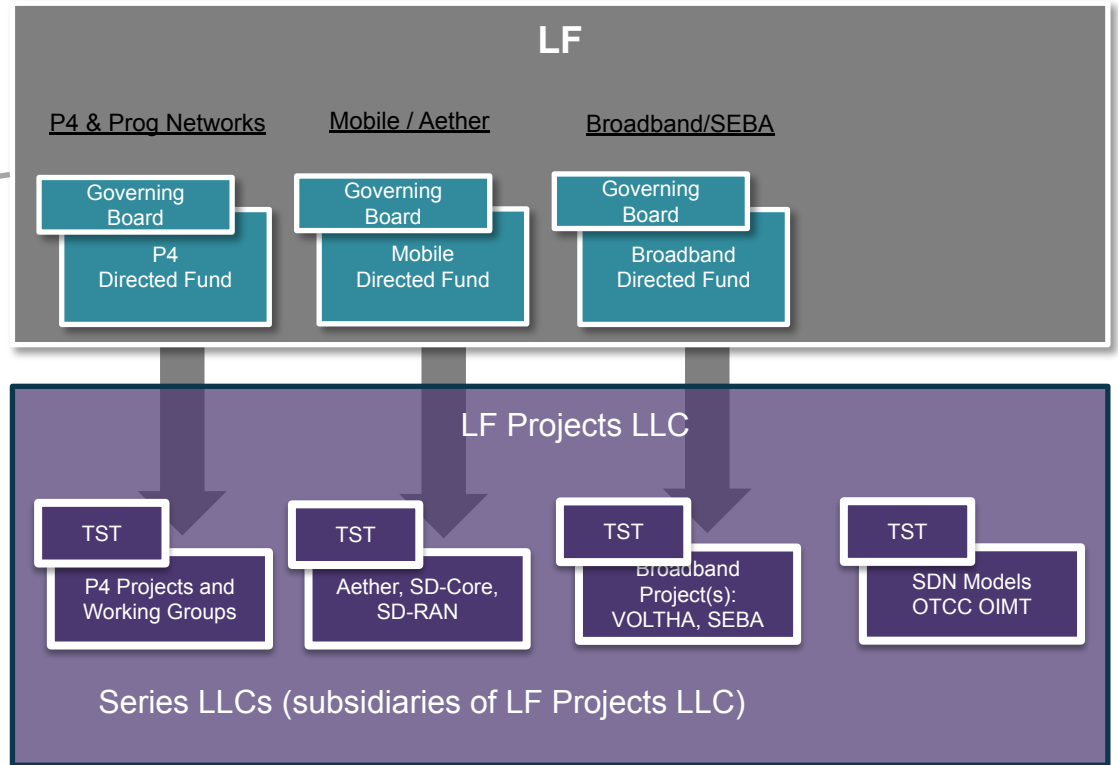 LF
P4 & Prog Networks
Mobile / Aether
Broadband/SEBA
Governing
Board
P4
Directed Fund
Governing
Board
Mobile
Directed Fund
Governing
Board
Broadband
Directed Fund
LF Projects LLC
TST
P4 Projects and
Working Groups
TST
Aether, SD-Core,
SD-RAN
TST
Broadband
Project(s):
VOLTHA, SEBA
TST
SDN Models
OTCC OIMT
Series LLCs (subsidiaries of LF Projects LLC)